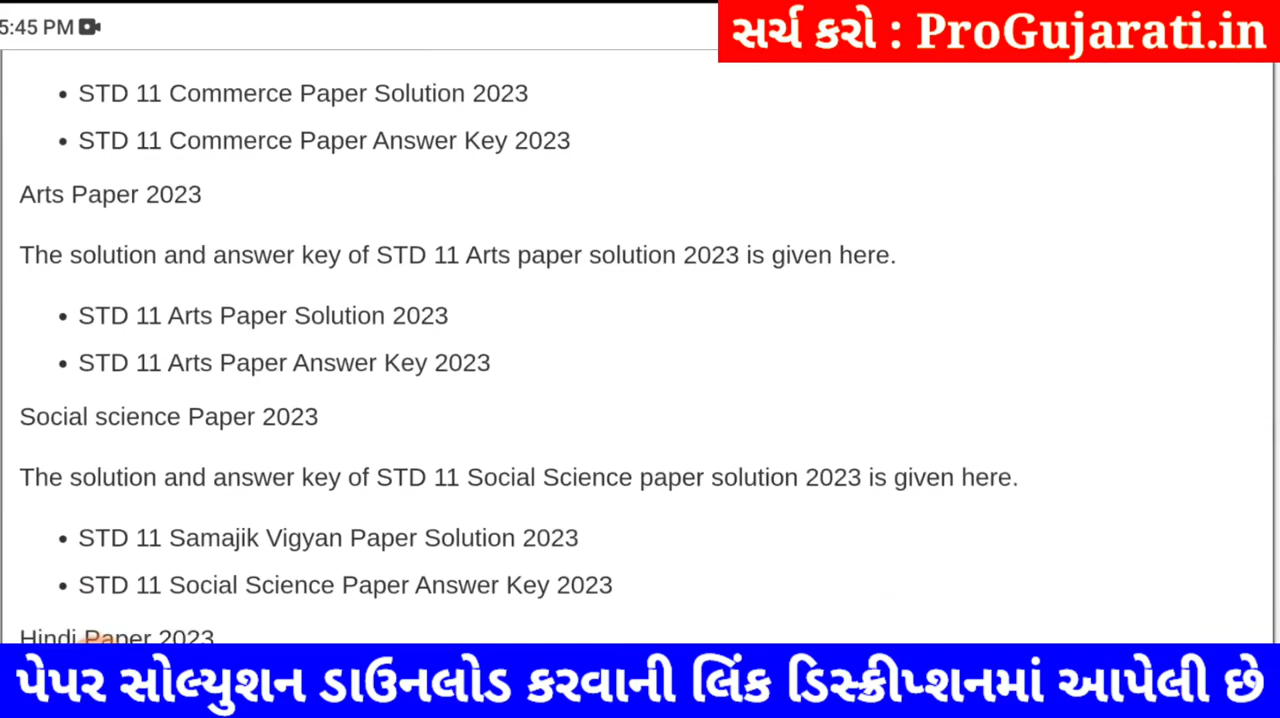 5:45 PM
સર્ચ કરો : ProGujarati.in
• STD 11 Commerce Paper Solution 2023
• STD 11 Commerce Paper Answer Key 2023
Arts Paper 2023
The solution and answer key of STD 11 Arts paper solution 2023 is given here.
• STD 11 Arts Paper Solution 2023
• STD 11 Arts Paper Answer Key 2023
Social science Paper 2023
The solution and answer key of STD 11 Social Science paper solution 2023 is given here.
• STD 11 Samajik Vigyan Paper Solution 2023
• STD 11 Social Science Paper Answer Key 2023
Hindi Paper 2023
પેપર સોલ્યુશન ડાઉનલોડ કરવાની લિંક ડિસ્ક્રીપ્શનમાં આપેલી છે